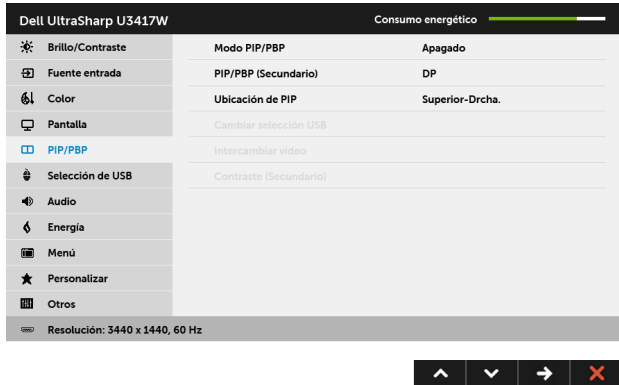 Dell UltraSharp U3417W Consumo energético
Brillo/Contraste Modo PIP/PBP Apagado
Fuente entrada PIP/PBP (Secundario) DP
Color Ubicación de PIP Superior-Drcha.
Pantalla Cambiar selección USB
PIP/PBP Intercambiar vídeo
Selección de USB Contraste (Secundario)
Audio
Energía
Menú
Personalizar
Otros
Resolución: 3440 x 1440, 60 Hz